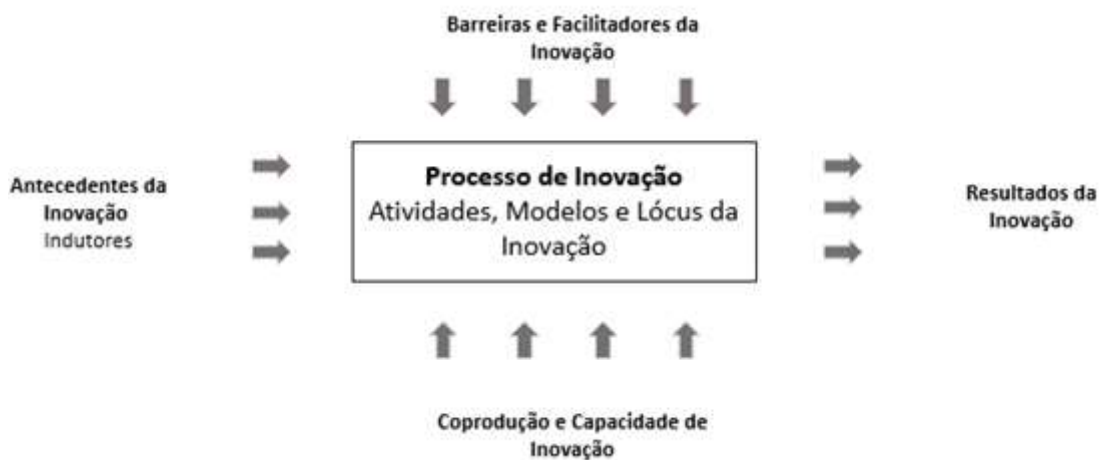 Barreiras e Facilitadores da
Inovação
Processo de Inovação
Atividades, Modelos e Lócus da
Inovação
Antecedentes da
Inovação
Indutores
Resultados da
Inovação
Coprodução e Capacidade de
Inovação